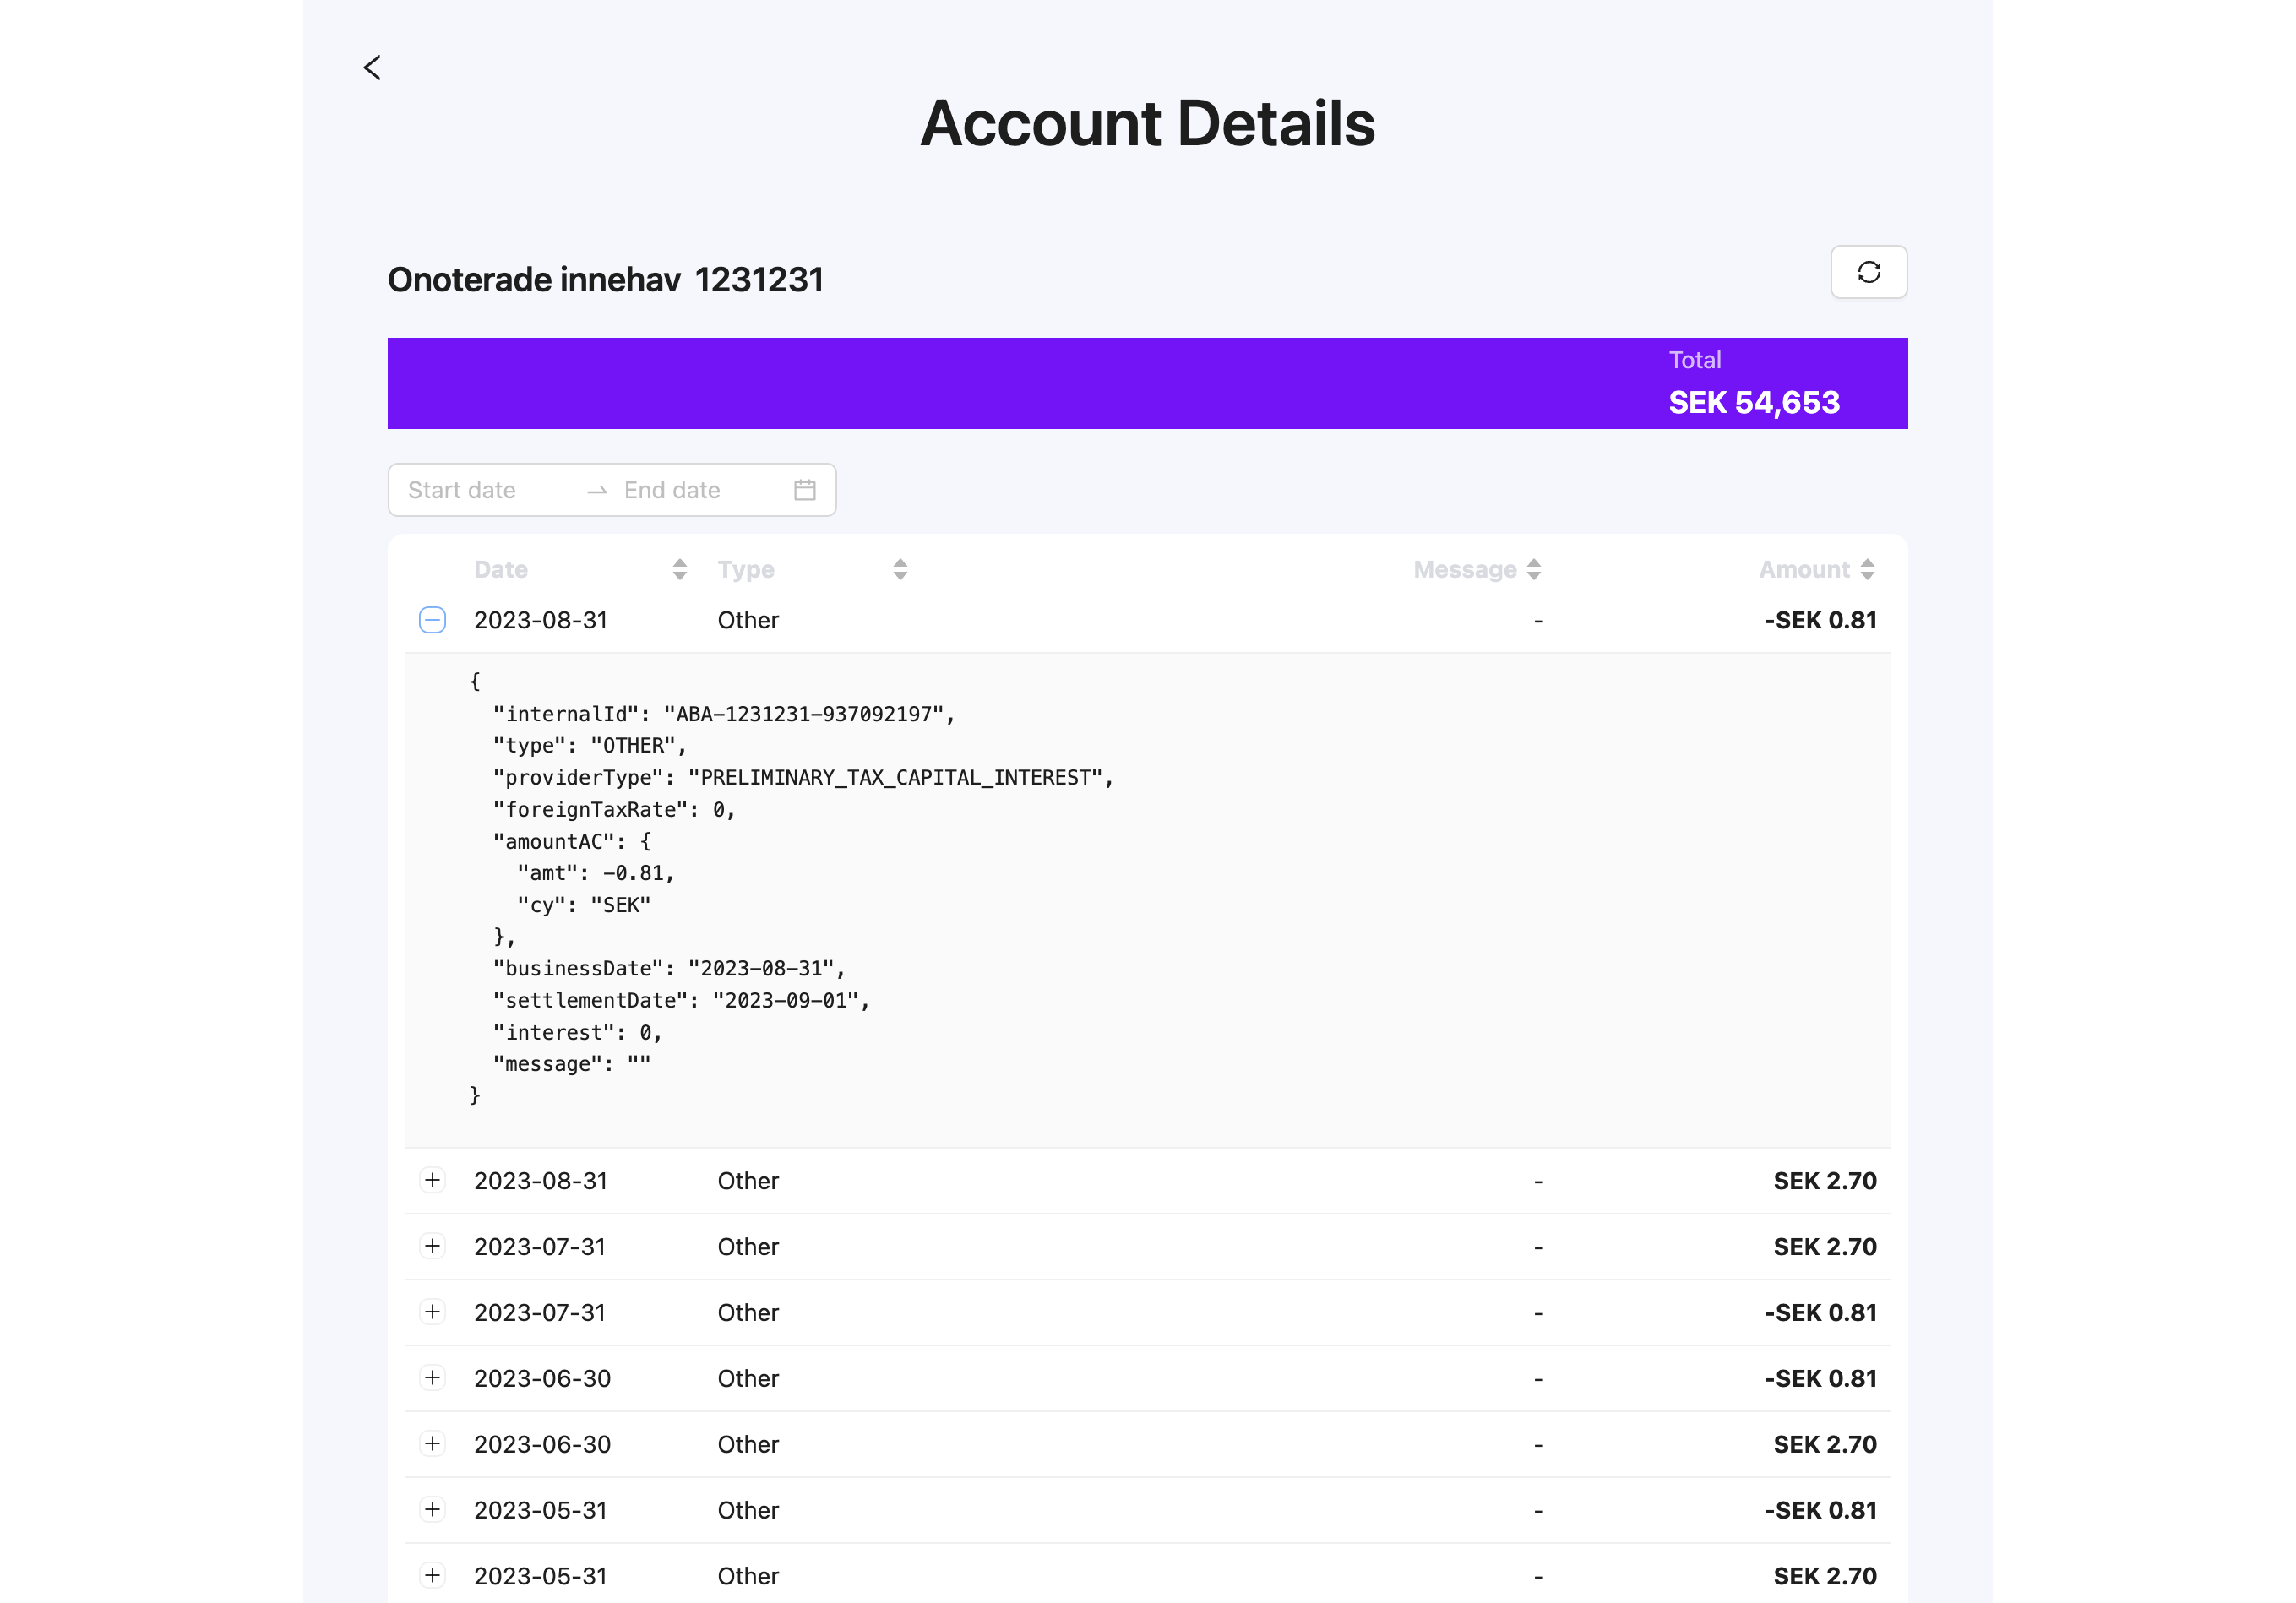 Account Details
Onoterade innehav 1231231
Total
SEK 54,653
Start date End date
Date Type Message Amount
2023-08-31 Other - -SEK 0.81
{
"internalId": "ABA-1231231-937092197",
"type": "OTHER",
"providerType": "PRELIMINARY_TAX_CAPITAL_INTEREST",
"foreignTaxRate": 0,
"amountAC": {
"amt": -0.81,
"cy": "SEK"
},
"businessDate": "2023-08-31",
"settlementDate": "2023-09-01",
"interest": 0,
"message": ""
}
2023-08-31 Other - SEK 2.70
2023-07-31 Other - SEK 2.70
2023-07-31 Other - -SEK 0.81
2023-06-30 Other - -SEK 0.81
2023-06-30 Other - SEK 2.70
2023-05-31 Other - -SEK 0.81
2023-05-31 Other - SEK 2.70